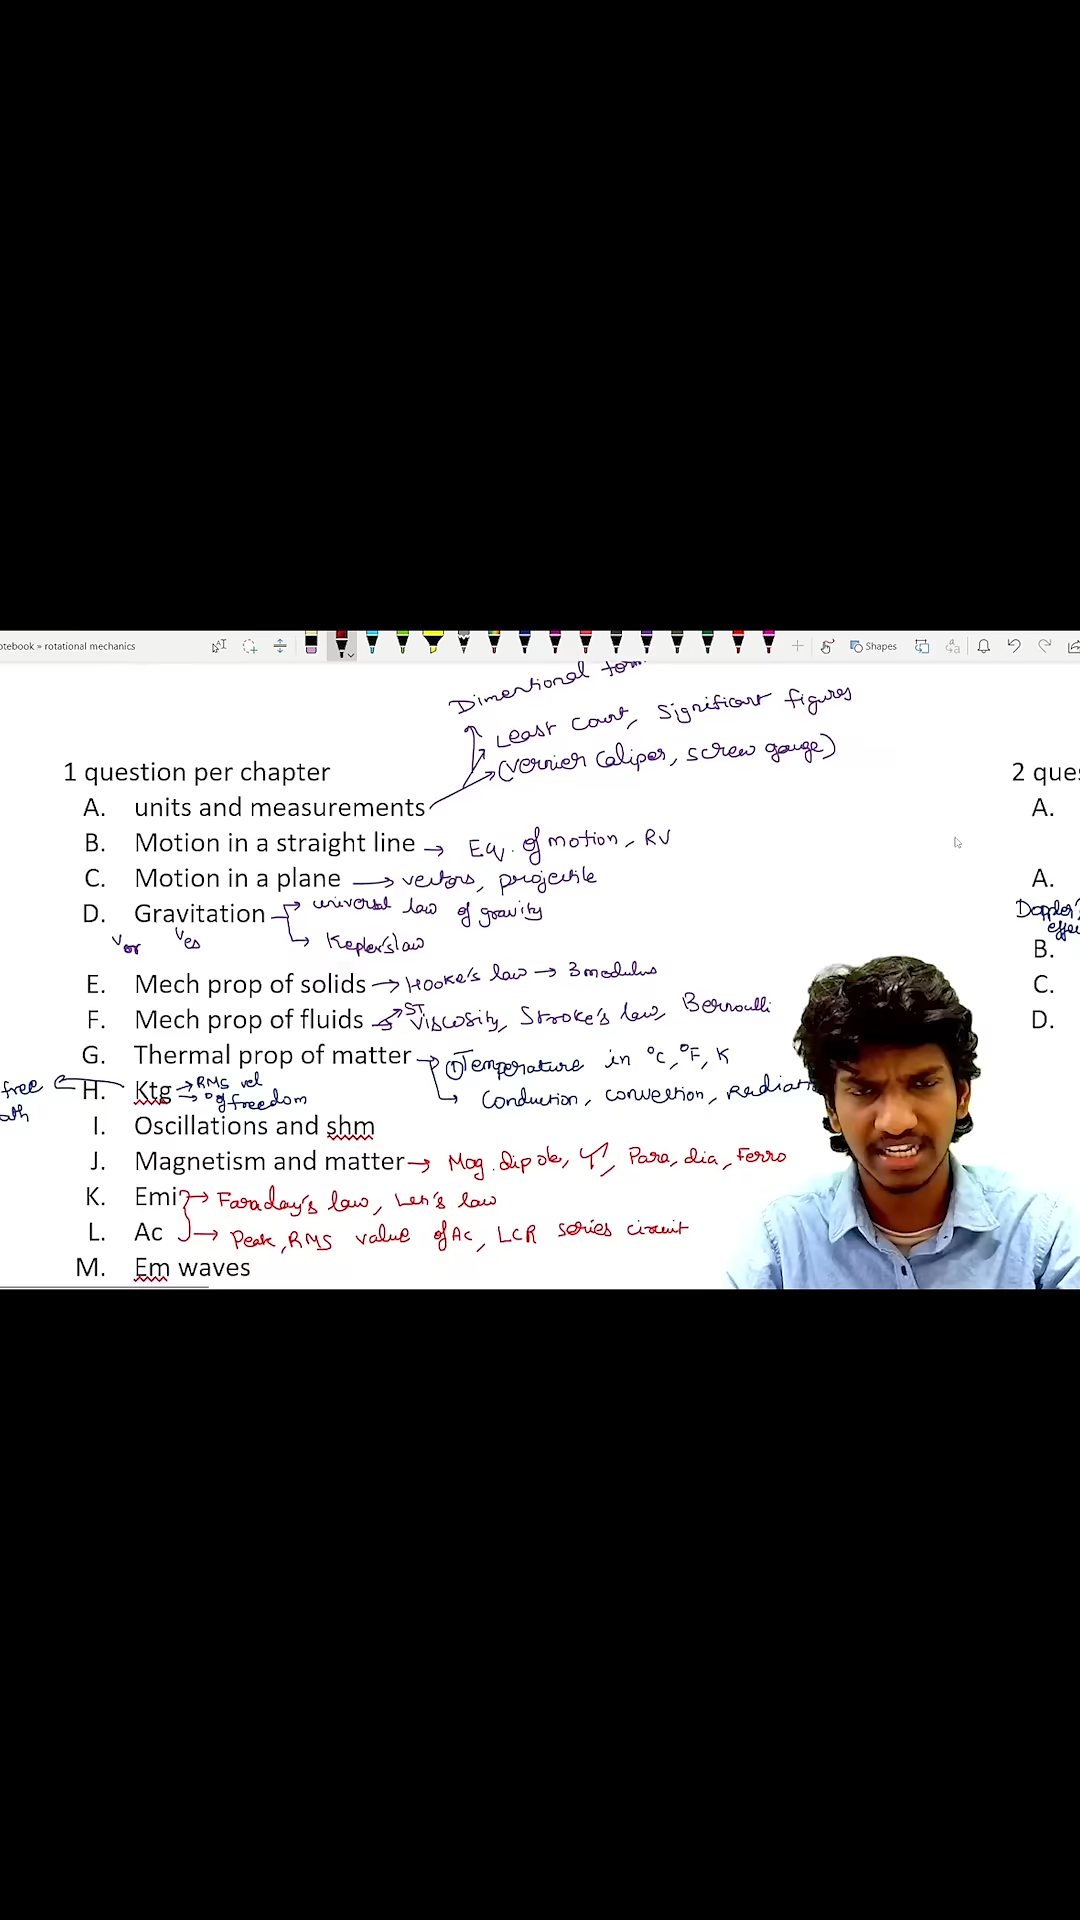 otebook » rotational mechanics
Shapes
Dimentional
Least count, Significant figures
(vernier caliper, screw gauge)
1 question per chapter
A. units and measurements
B. Motion in a straight line → Eq. of motion, RV
C. Motion in a plane → vectors, projectile
D. Gravitation → universal law of gravity
→ Kepler's law
Vor Ves
E. Mech prop of solids → Hooke's law → 3 modulus
F. Mech prop of fluids → ST Viscosity, Stroke's law, Bernoulli
G. Thermal prop of matter → ① Temperature in °C, °F, K
→ Conduction, convection, Radiati
free
ath
H. Ktg → RMS vel
→ ° of freedom
I. Oscillations and shm
J. Magnetism and matter → Mag. dipole, Para, dia, Ferro
K. Emi → Faraday's law, Len's law
L. Ac → Peak, RMS value of Ac, LCR series circuit
M. Em waves
2 ques
A.
A.
Doppler's
effe
B.
C.
D.